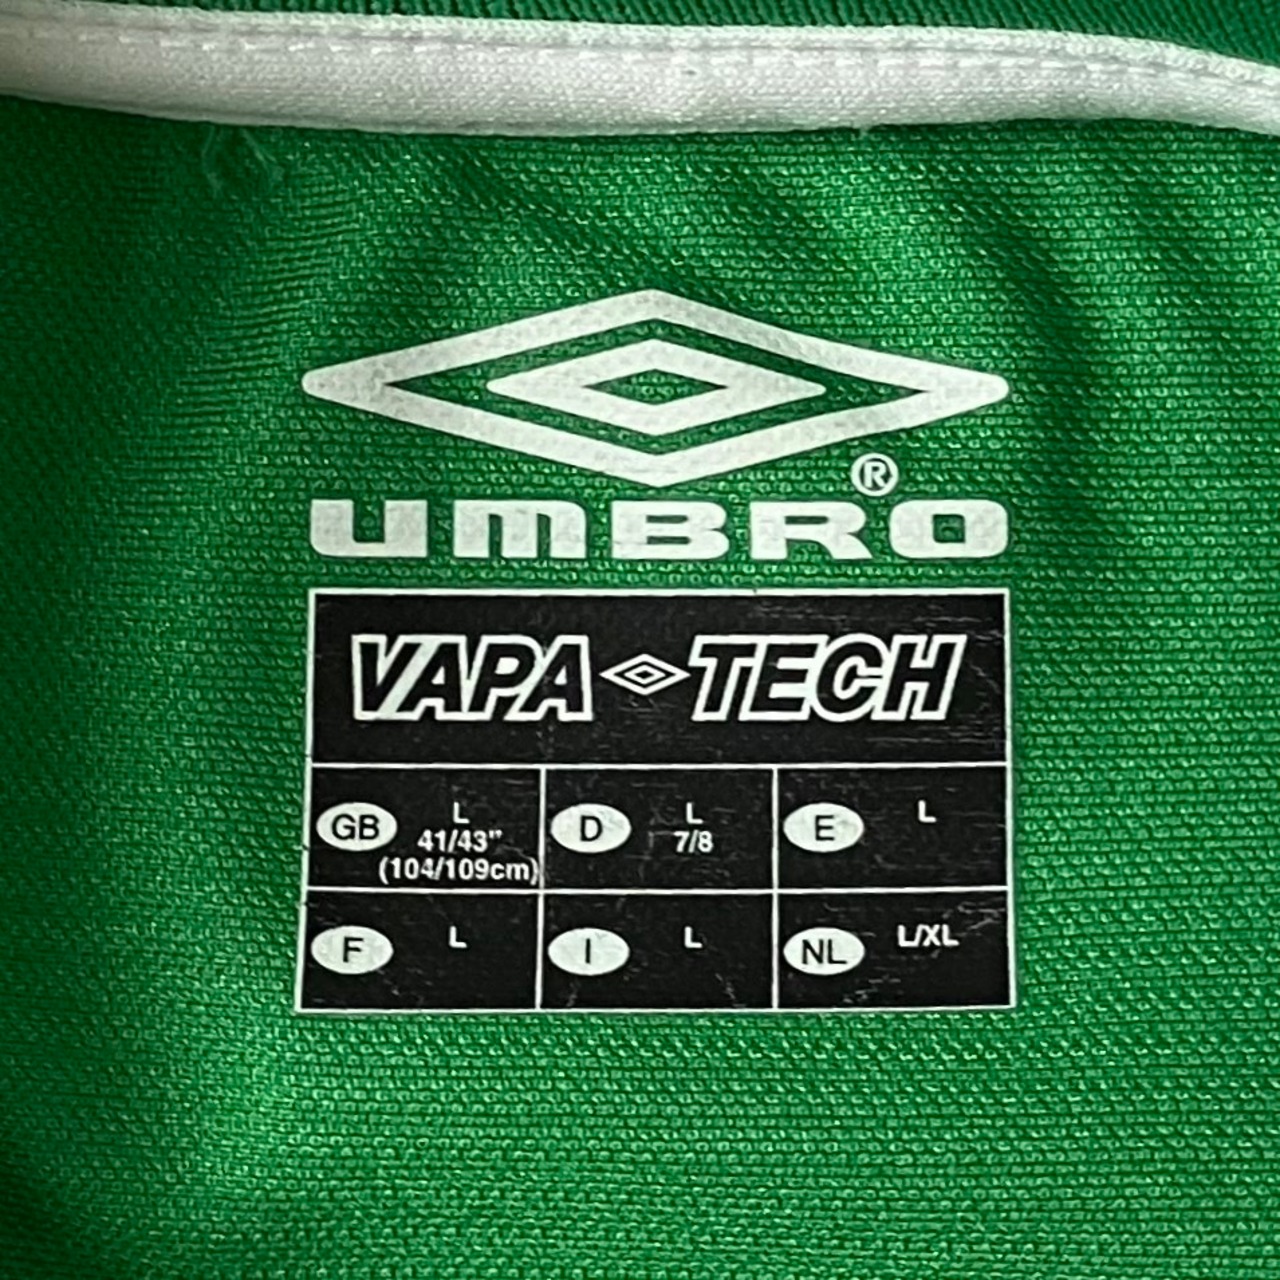 ®
UMBRO
VAPA TECH
GB L 41/43" (104/109cm)
D L 7/8
E L
F L
I L
NL L/XL